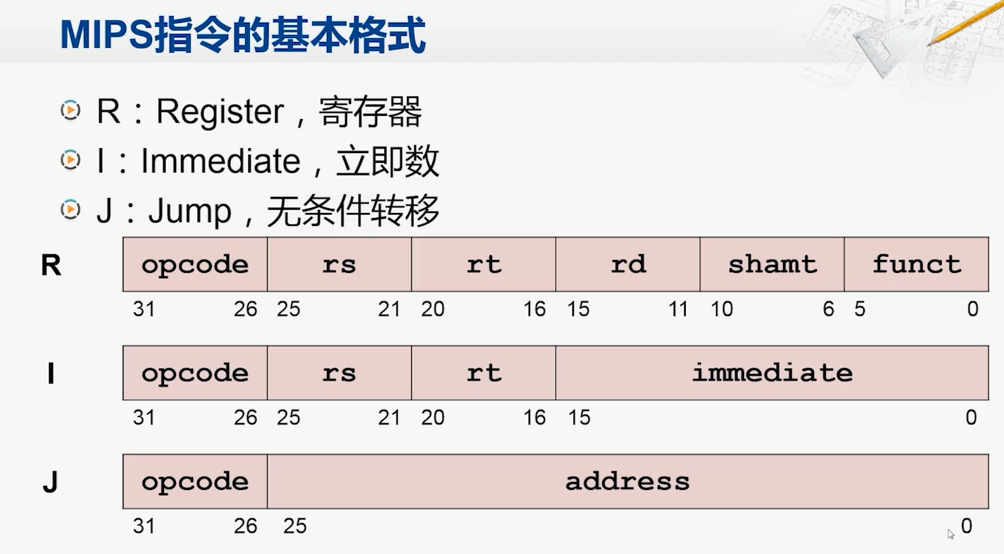 MIPS指令的基本格式
R：Register，寄存器
I：Immediate，立即数
J：Jump，无条件转移
R opcode rs rt rd shamt funct
31 26 25 21 20 16 15 11 10 6 5 0
I opcode rs rt immediate
31 26 25 21 20 16 15 0
J opcode address
31 26 25 0